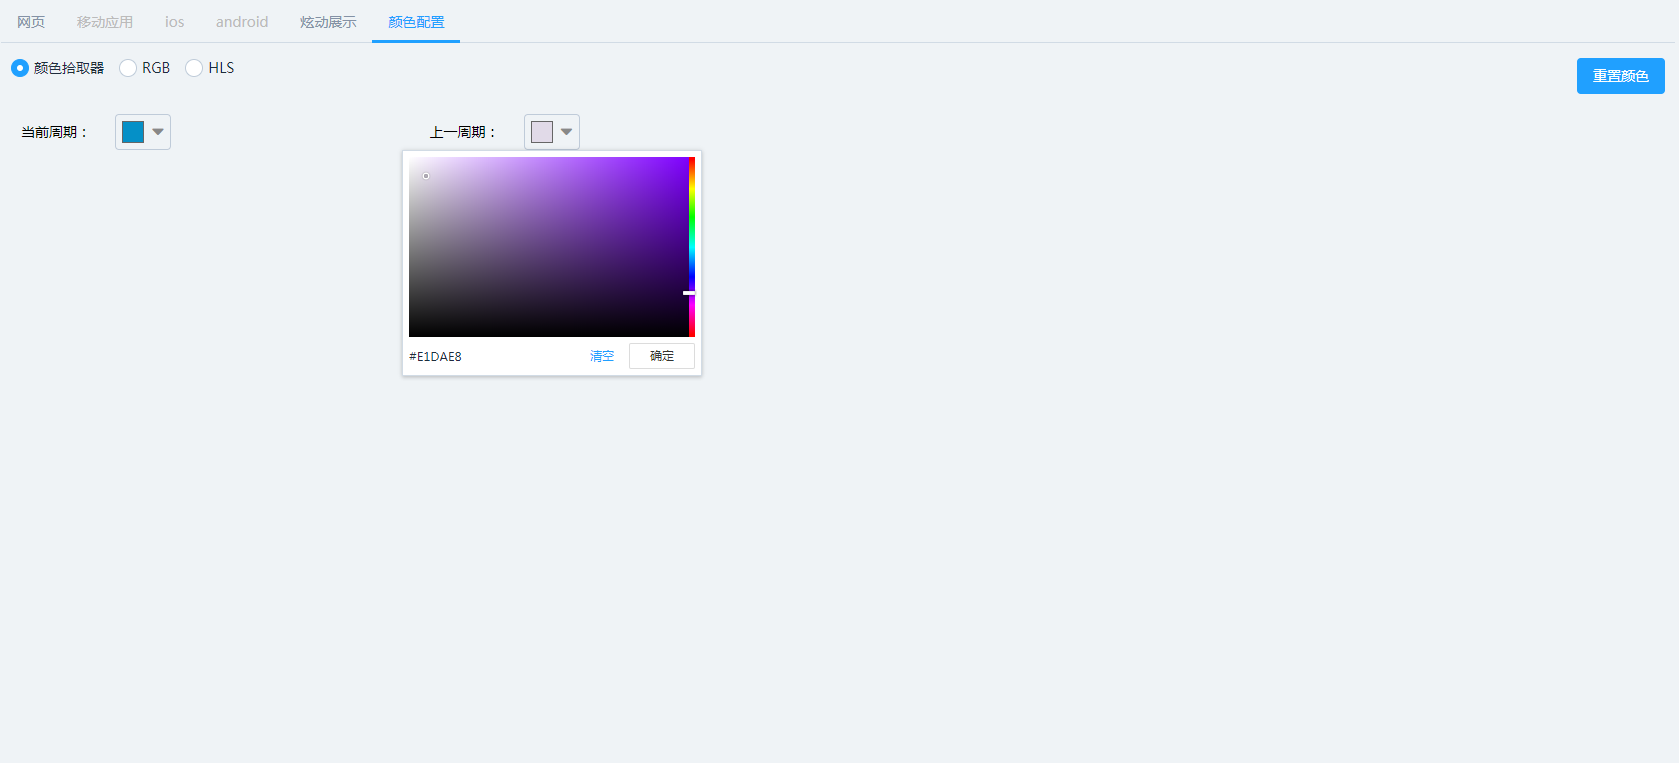 网页 移动应用 ios android 炫动展示 颜色配置
颜色拾取器 RGB HLS 重置颜色
当前周期： 上一周期：
#E1DAE8 清空 确定